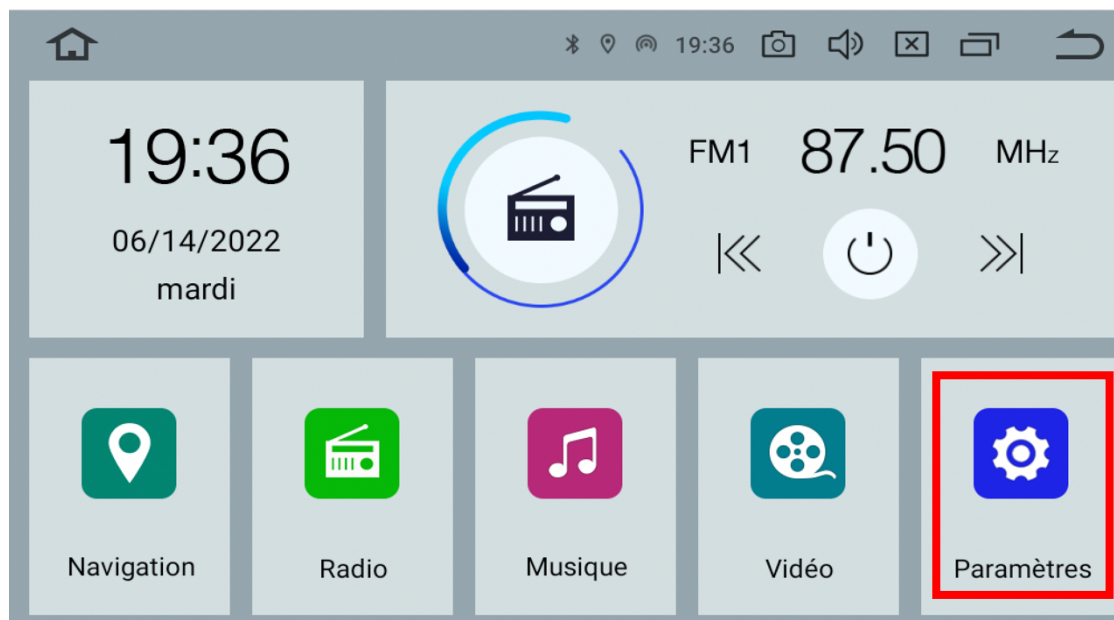 19:36
19:36
06/14/2022
mardi
FM1 87.50 MHz
Navigation
Radio
Musique
Vidéo
Paramètres